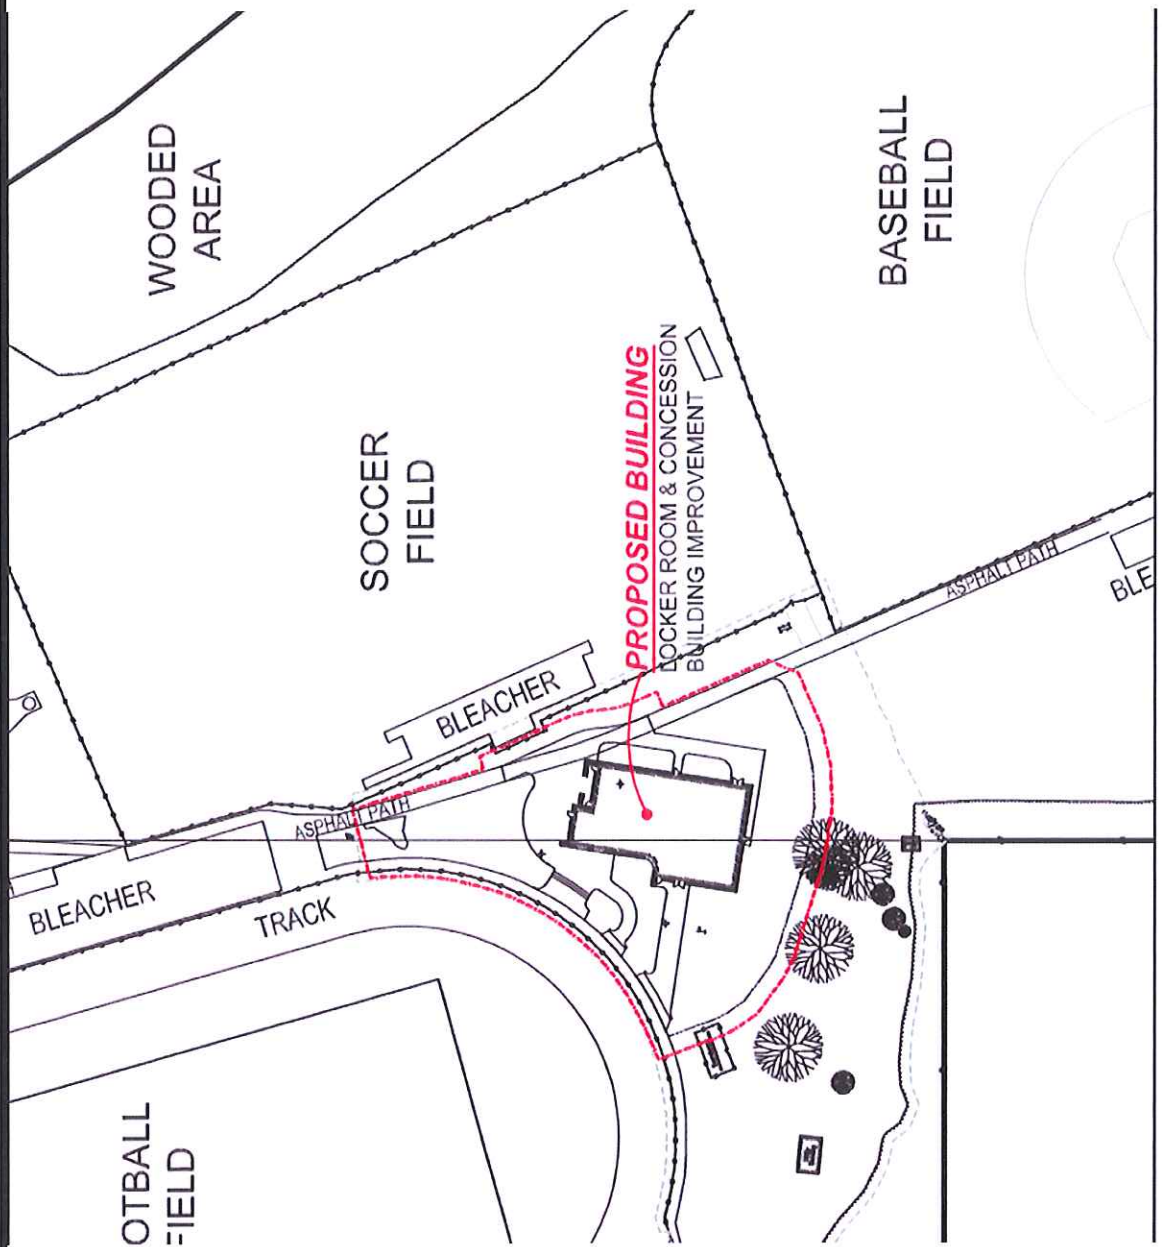 WOODED
AREA
BASEBALL
FIELD
SOCCER
FIELD
PROPOSED BUILDING
LOCKER ROOM & CONCESSION
BUILDING IMPROVEMENT
BLEACHER
ASPHALT PATH
ASPHALT PATH
BLE
BLEACHER
TRACK
OTBALL
FIELD